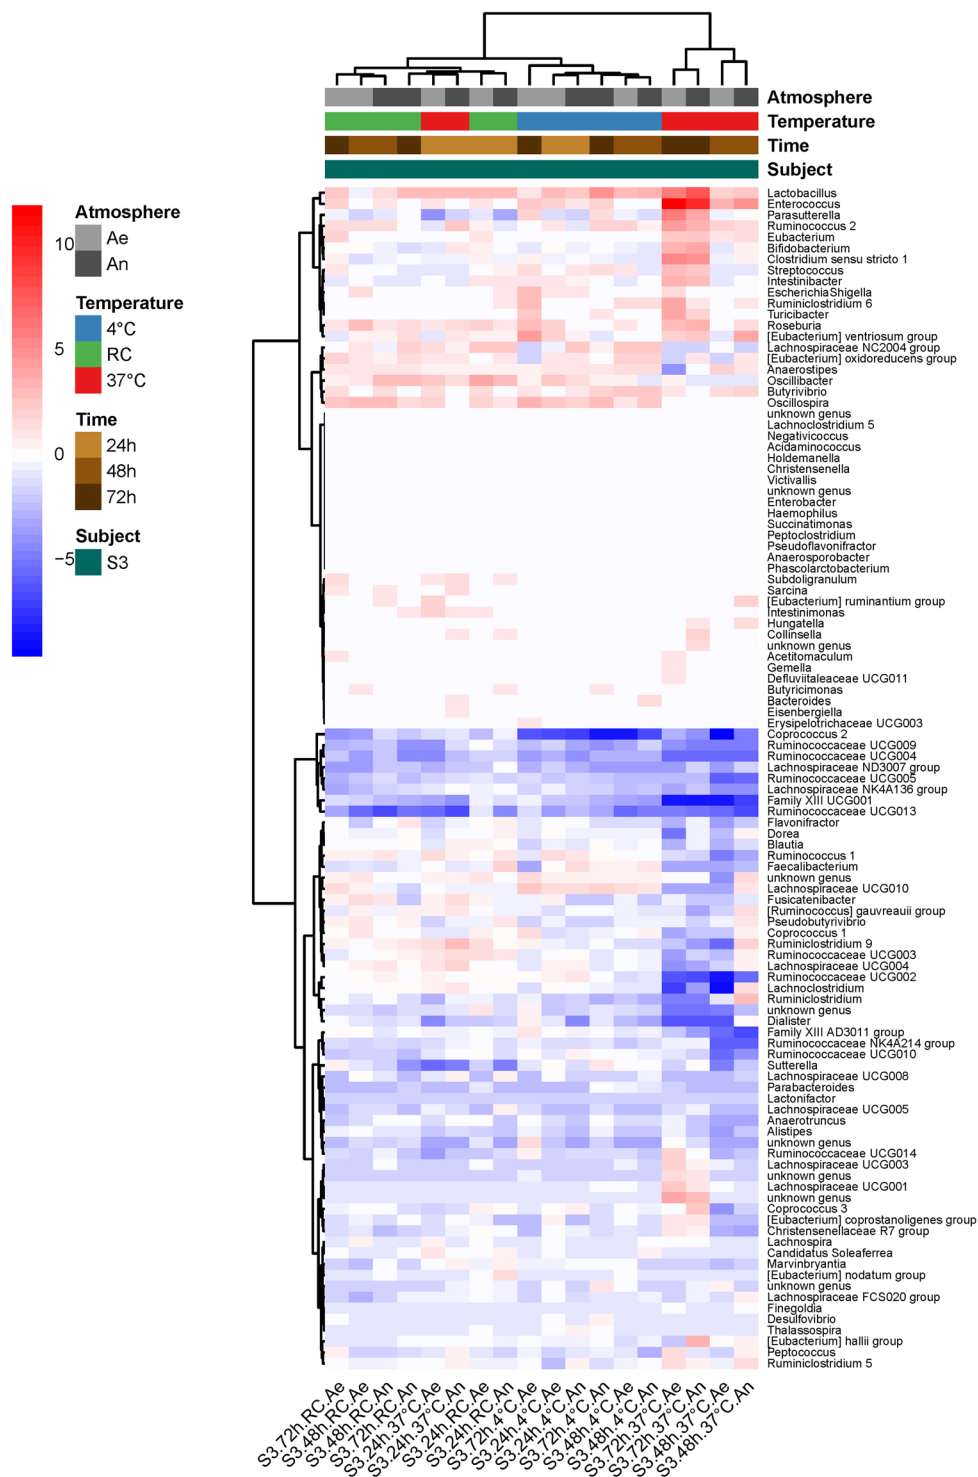 Atmosphere
Temperature
Time
Subject
10
5
0
−5
Atmosphere
Ae
An
Temperature
4°C
RC
37°C
Time
24h
48h
72h
Subject
S3
Lactobacillus
Enterococcus
Parasutterella
Ruminococcus 2
Eubacterium
Bifidobacterium
Clostridium sensu stricto 1
Streptococcus
Intestinibacter
EscherichiaShigella
Ruminiclostridium 6
Turicibacter
Roseburia
[Eubacterium] ventriosum group
Lachnospiraceae NC2004 group
[Eubacterium] oxidoreducens group
Anaerostipes
Oscillibacter
Butyrivibrio
Oscillospira
unknown genus
Lachnoclostridium 5
Negativicoccus
Acidaminococcus
Holdemanella
Christensenella
Victivallis
unknown genus
Enterobacter
Haemophilus
Succinatimonas
Peptoclostridium
Pseudoflavonifractor
Anaerosporobacter
Phascolarctobacterium
Subdoligranulum
Sarcina
[Eubacterium] ruminantium group
Intestinimonas
Hungatella
Collinsella
unknown genus
Acetitomaculum
Gemella
Defluviitaleaceae UCG011
Butyricimonas
Bacteroides
Eisenbergiella
Erysipelotrichaceae UCG003
Coprococcus 2
Ruminococcaceae UCG009
Ruminococcaceae UCG004
Lachnospiraceae ND3007 group
Ruminococcaceae UCG005
Lachnospiraceae NK4A136 group
Family XIII UCG001
Ruminococcaceae UCG013
Flavonifractor
Dorea
Blautia
Ruminococcus 1
Faecalibacterium
unknown genus
Lachnospiraceae UCG010
Fusicatenibacter
[Ruminococcus] gauvreauii group
Pseudobutyrivibrio
Coprococcus 1
Ruminiclostridium 9
Ruminococcaceae UCG003
Lachnospiraceae UCG004
Ruminococcaceae UCG002
Lachnoclostridium
Ruminiclostridium
unknown genus
Dialister
Family XIII AD3011 group
Ruminococcaceae NK4A214 group
Ruminococcaceae UCG010
Sutterella
Lachnospiraceae UCG008
Parabacteroides
Lactonifactor
Lachnospiraceae UCG005
Anaerotruncus
Alistipes
unknown genus
Ruminococcaceae UCG014
Lachnospiraceae UCG003
unknown genus
Lachnospiraceae UCG001
unknown genus
Coprococcus 3
[Eubacterium] coprostanoligenes group
Christensenellaceae R7 group
Lachnospira
Candidatus Soleaferrea
Marvinbryantia
[Eubacterium] nodatum group
unknown genus
Lachnospiraceae FCS020 group
Finegoldia
Desulfovibrio
Thalassospira
[Eubacterium] hallii group
Peptococcus
Ruminiclostridium 5
S3.72h.RC.Ae
S3.48h.RC.Ae
S3.48h.RC.An
S3.72h.RC.An
S3.24h.37°C.Ae
S3.24h.37°C.An
S3.24h.RC.Ae
S3.24h.RC.An
S3.72h.4°C.Ae
S3.24h.4°C.Ae
S3.24h.4°C.An
S3.72h.4°C.An
S3.48h.4°C.Ae
S3.48h.4°C.An
S3.72h.37°C.Ae
S3.72h.37°C.An
S3.48h.37°C.Ae
S3.48h.37°C.An